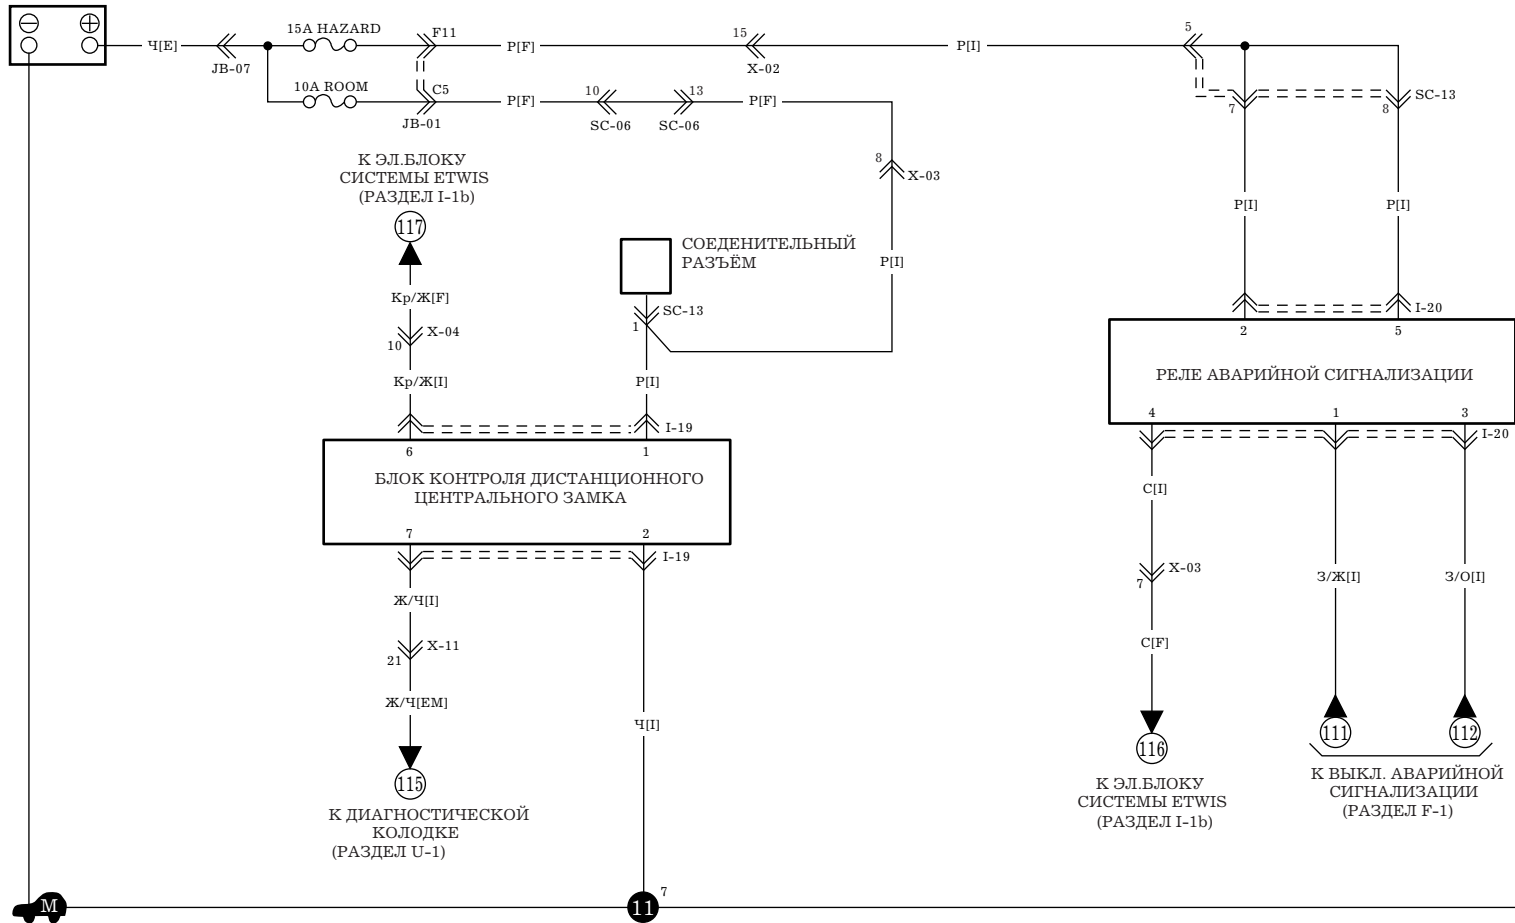 − +
15A HAZARD
F11
Ч[E]
P[F]
15
P[I]
5
JB-07
X-02
10A ROOM
C5
P[F]
10
13
P[F]
SC-13
7
8
JB-01
SC-06
SC-06
К ЭЛ.БЛОКУ
СИСТЕМЫ ETWIS
(РАЗДЕЛ I-1b)
8
X-03
117
P[I]
P[I]
СОЕДЕНИТЕЛЬНЫЙ
РАЗЪЁМ
P[I]
Кр/Ж[F]
SC-13
1
I-20
X-04
10
2
5
Кр/Ж[I]
P[I]
РЕЛЕ АВАРИЙНОЙ СИГНАЛИЗАЦИИ
4
1
3
I-19
I-20
6
1
БЛОК КОНТРОЛЯ ДИСТАНЦИОННОГО
ЦЕНТРАЛЬНОГО ЗАМКА
С[I]
7
2
I-19
X-03
7
З/Ж[I]
З/О[I]
Ж/Ч[I]
X-11
21
С[F]
Ж/Ч[EM]
Ч[I]
111
112
116
115
К ВЫКЛ. АВАРИЙНОЙ
СИГНАЛИЗАЦИИ
(РАЗДЕЛ F-1)
К ЭЛ.БЛОКУ
СИСТЕМЫ ETWIS
(РАЗДЕЛ I-1b)
К ДИАГНОСТИЧЕСКОЙ
КОЛОДКЕ
(РАЗДЕЛ U-1)
M
11
7